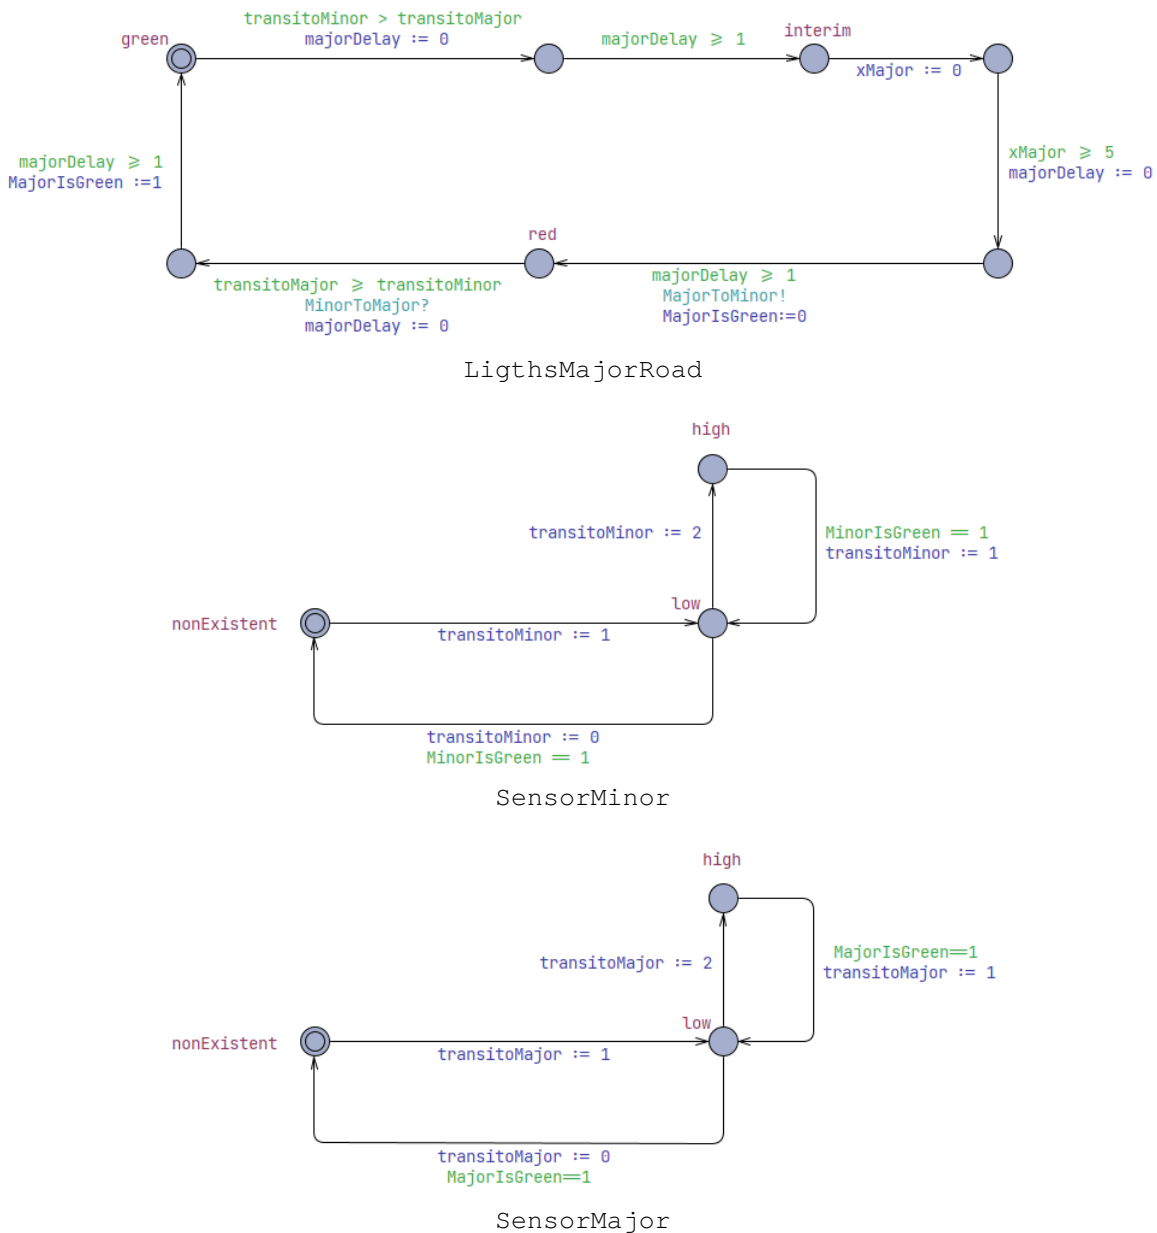 transitoMinor > transitoMajor
green
majorDelay := 0
majorDelay ⩾ 1
interim
xMajor := 0
majorDelay ⩾ 1
MajorIsGreen :=1
xMajor ⩾ 5
majorDelay := 0
red
transitoMajor ⩾ transitoMinor
MinorToMajor?
majorDelay := 0
majorDelay ⩾ 1
MajorToMinor!
MajorIsGreen:=0
LigthsMajorRoad
high
transitoMinor := 2
MinorIsGreen == 1
transitoMinor := 1
low
nonExistent
transitoMinor := 1
transitoMinor := 0
MinorIsGreen == 1
SensorMinor
high
transitoMajor := 2
MajorIsGreen==1
transitoMajor := 1
low
nonExistent
transitoMajor := 1
transitoMajor := 0
MajorIsGreen==1
SensorMajor